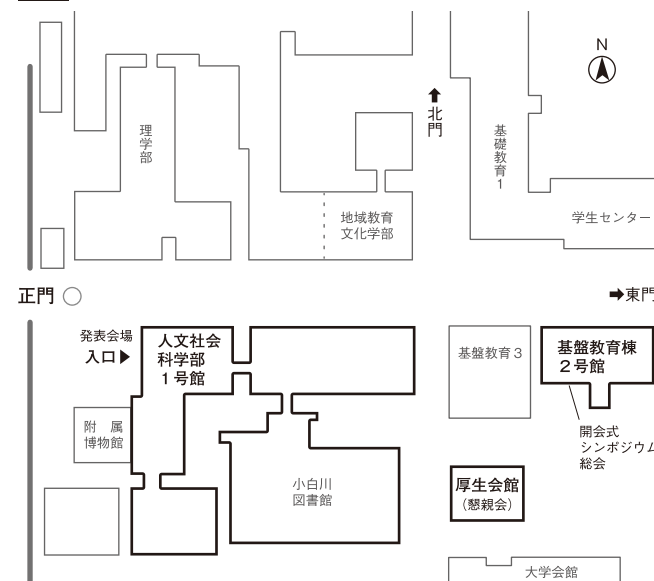 N
北
門
理
学
部
基
礎
教
育
1
地域教育
文化学部
学生センター
正門
➡東門
発表会場
入口▶
人文社会
科学部
1号館
基盤教育3
基盤教育棟
2号館
附 属
博物館
開会式
シンポジウム
総会
小白川
図書館
厚生会館
(懇親会)
大学会館